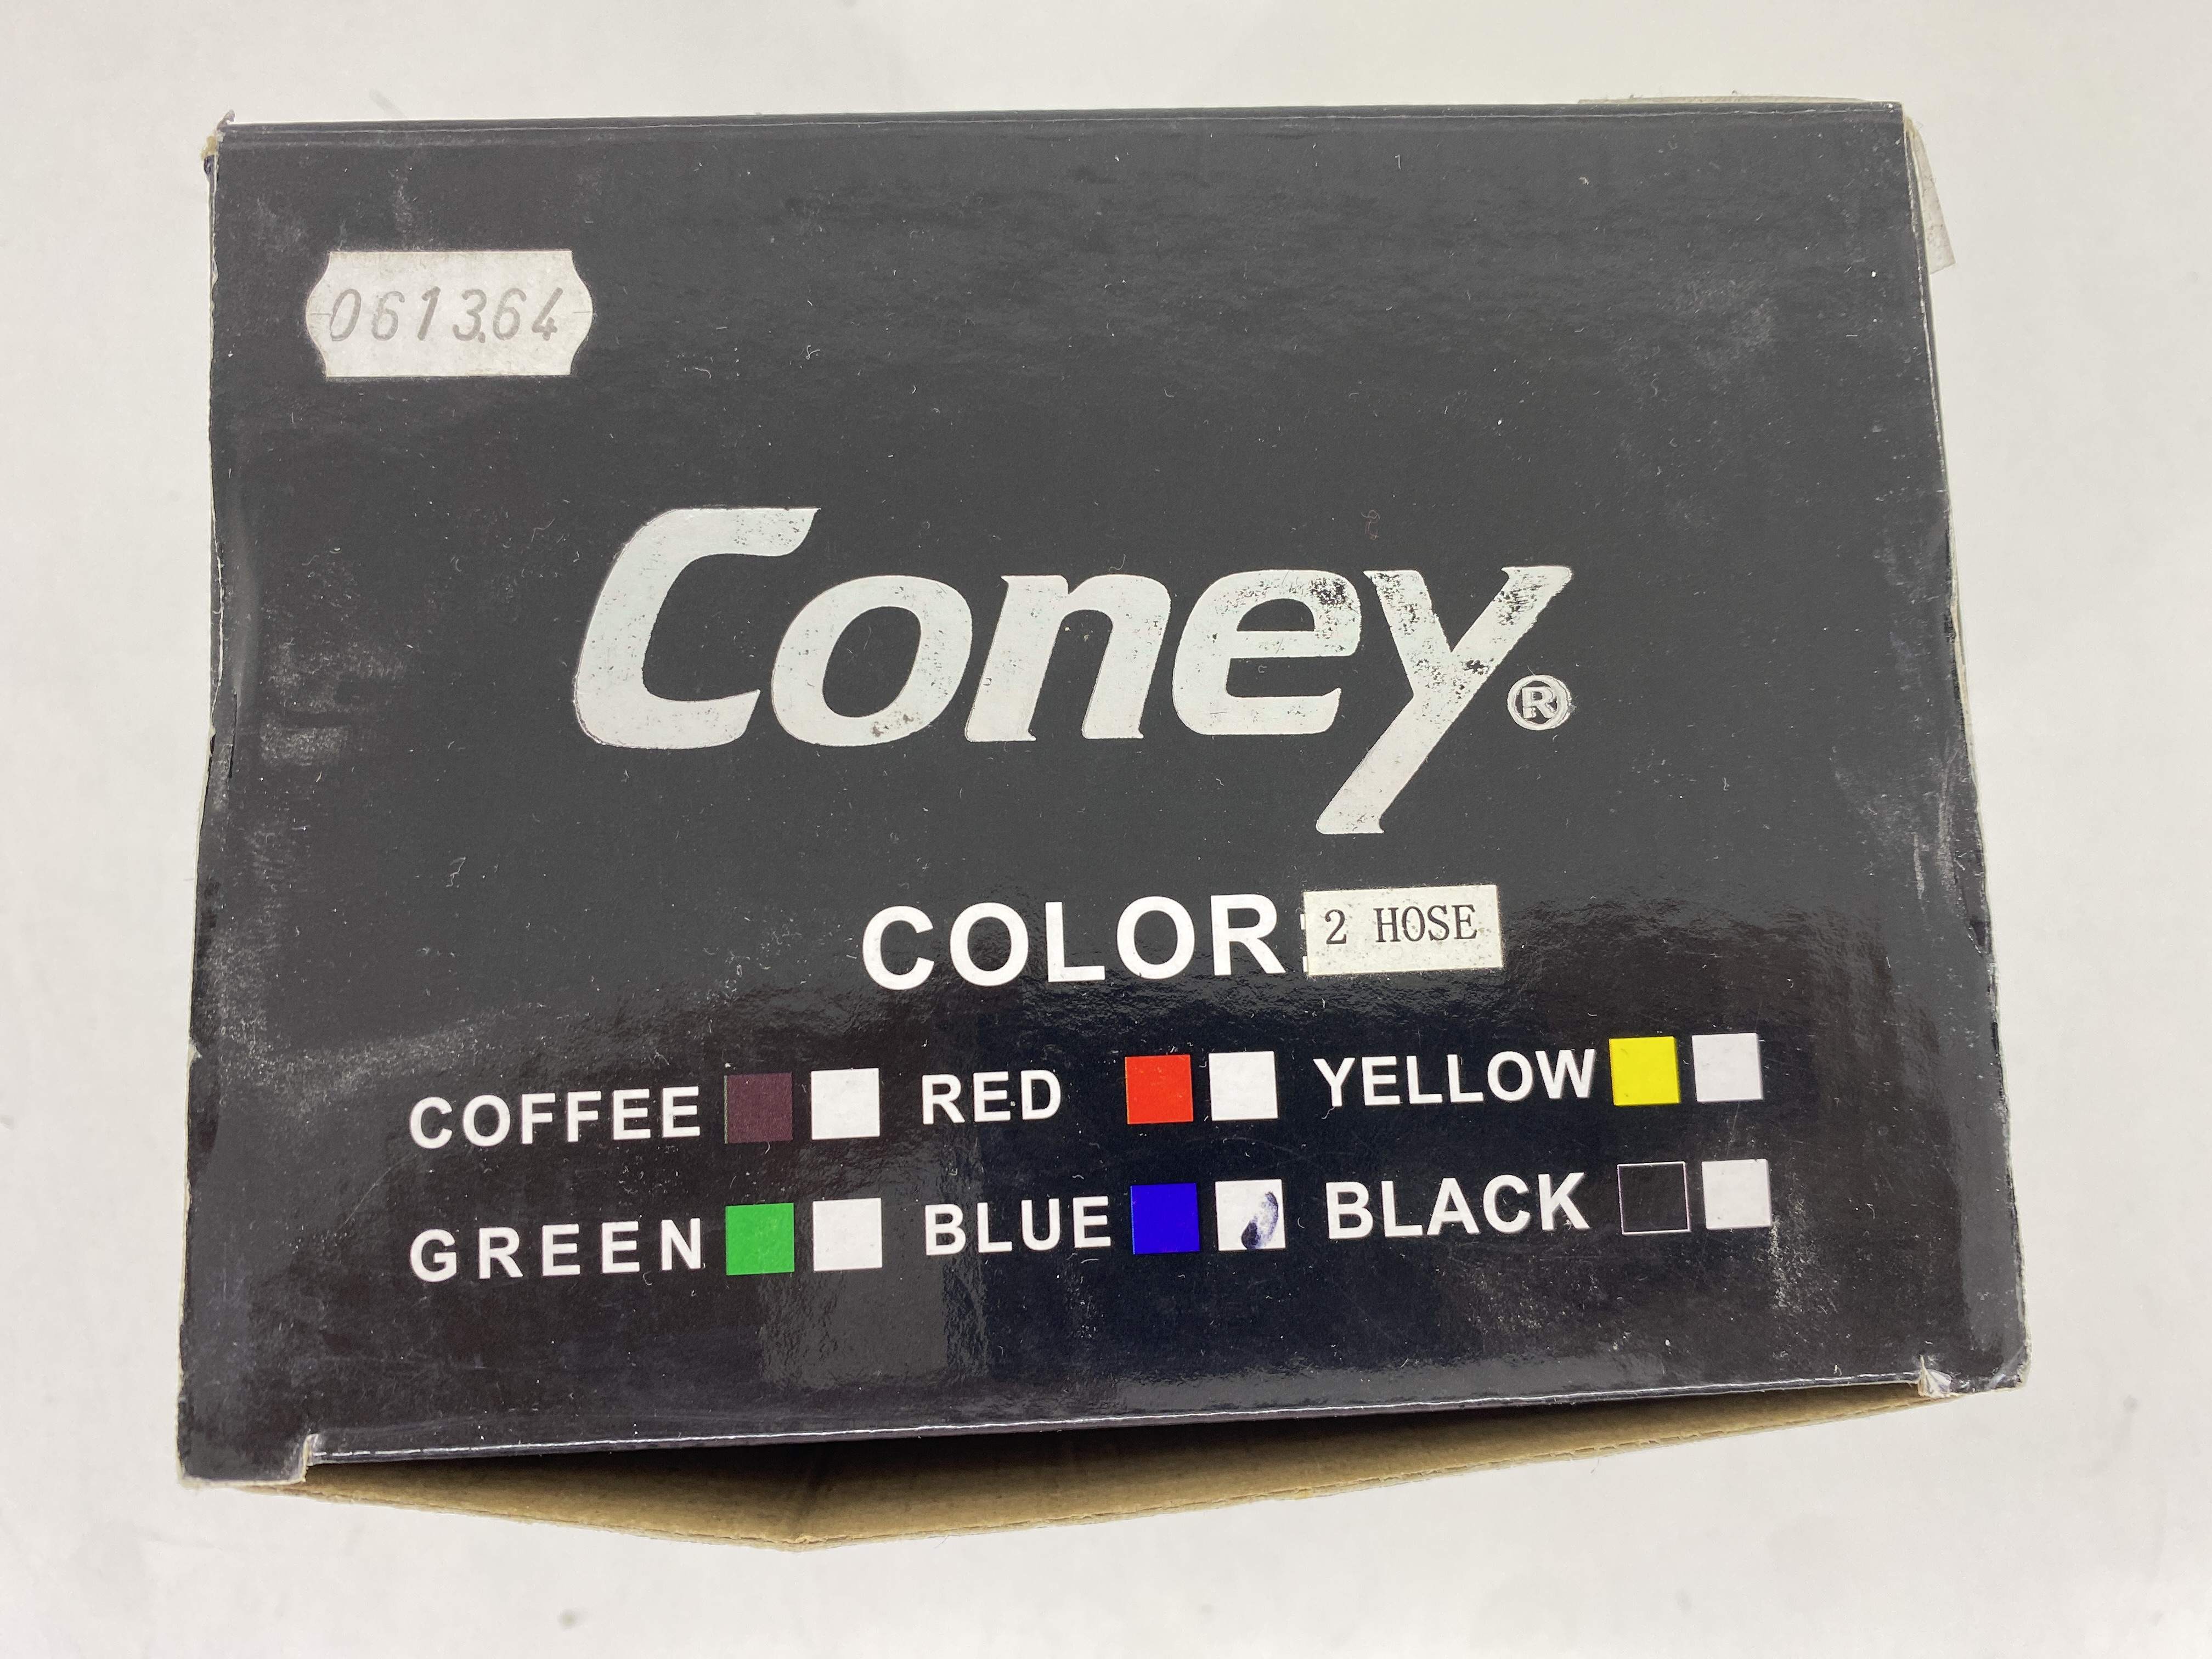 061364
Coney®
COLOR: 2 HOSE
COFFEE RED YELLOW
GREEN BLUE BLACK